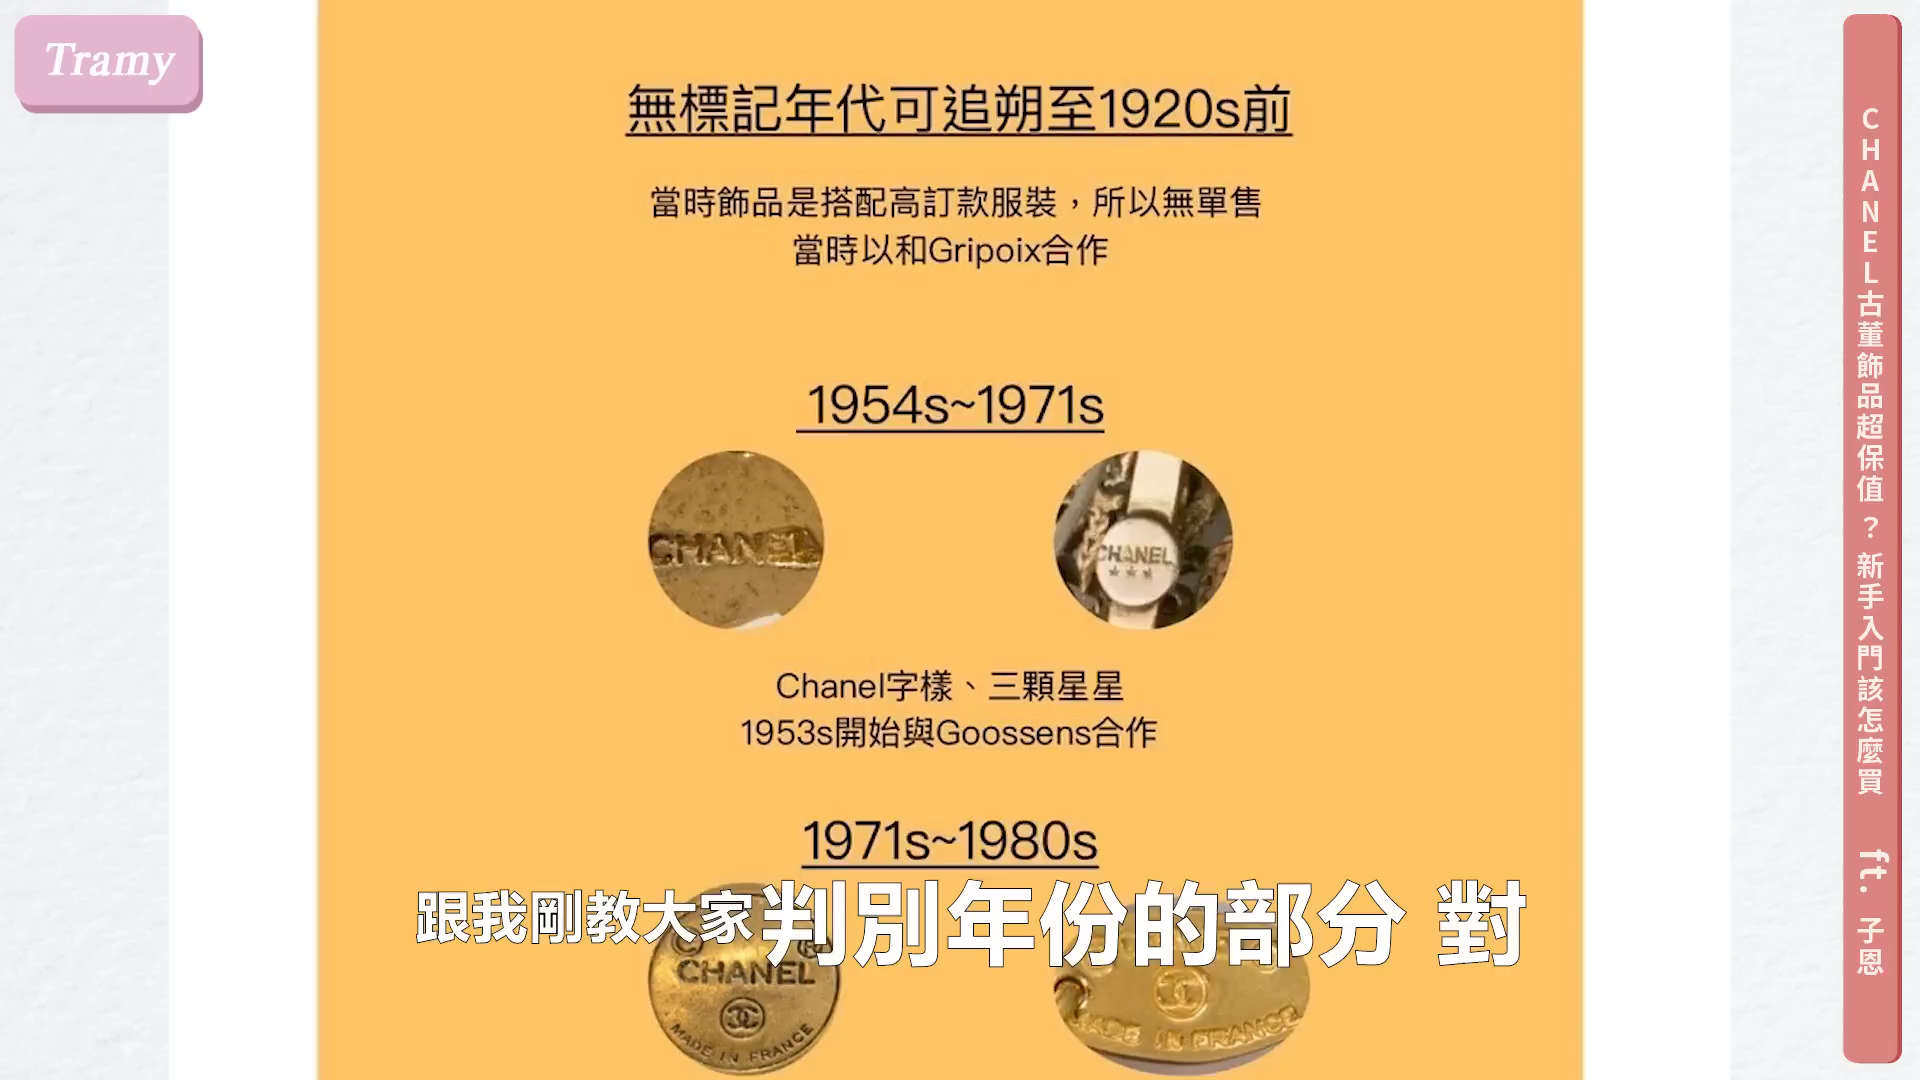 Tramy
無標記年代可追朔至1920s前
當時飾品是搭配高訂款服裝，所以無單售
當時以和Gripoix合作
1954s~1971s
CHANEL
CHANEL
★★★
Chanel字樣、三顆星星
1953s開始與Goossens合作
1971s~1980s
跟我剛教大家判別年份的部分 對
CHANEL
MADE IN FRANCE
MADE IN FRANCE
CHANEL古董飾品超保值？新手入門該怎麼買 ft. 子恩